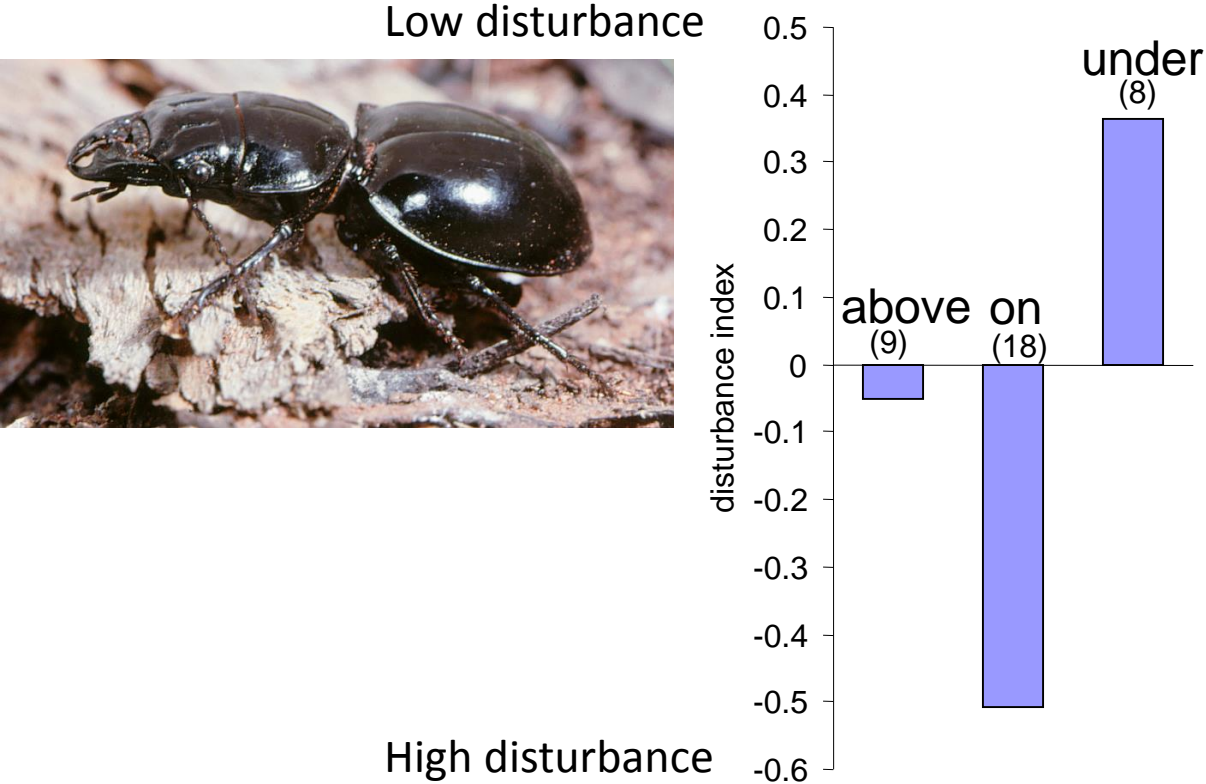 Low disturbance
High disturbance
disturbance index
0.5
0.4
0.3
0.2
0.1
0
-0.1
-0.2
-0.3
-0.4
-0.5
-0.6
above
(9)
on
(18)
under
(8)